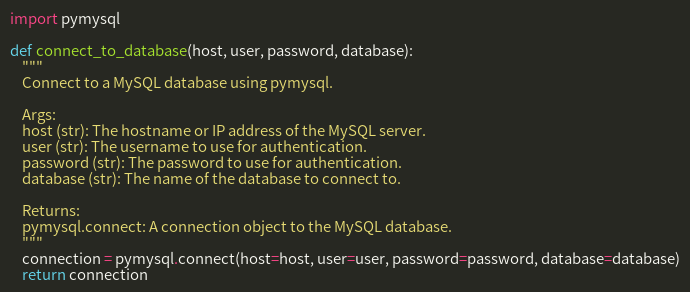 import pymysql

def connect_to_database(host, user, password, database):
    """
    Connect to a MySQL database using pymysql.

    Args:
    host (str): The hostname or IP address of the MySQL server.
    user (str): The username to use for authentication.
    password (str): The password to use for authentication.
    database (str): The name of the database to connect to.

    Returns:
    pymysql.connect: A connection object to the MySQL database.
    """
    connection = pymysql.connect(host=host, user=user, password=password, database=database)
    return connection